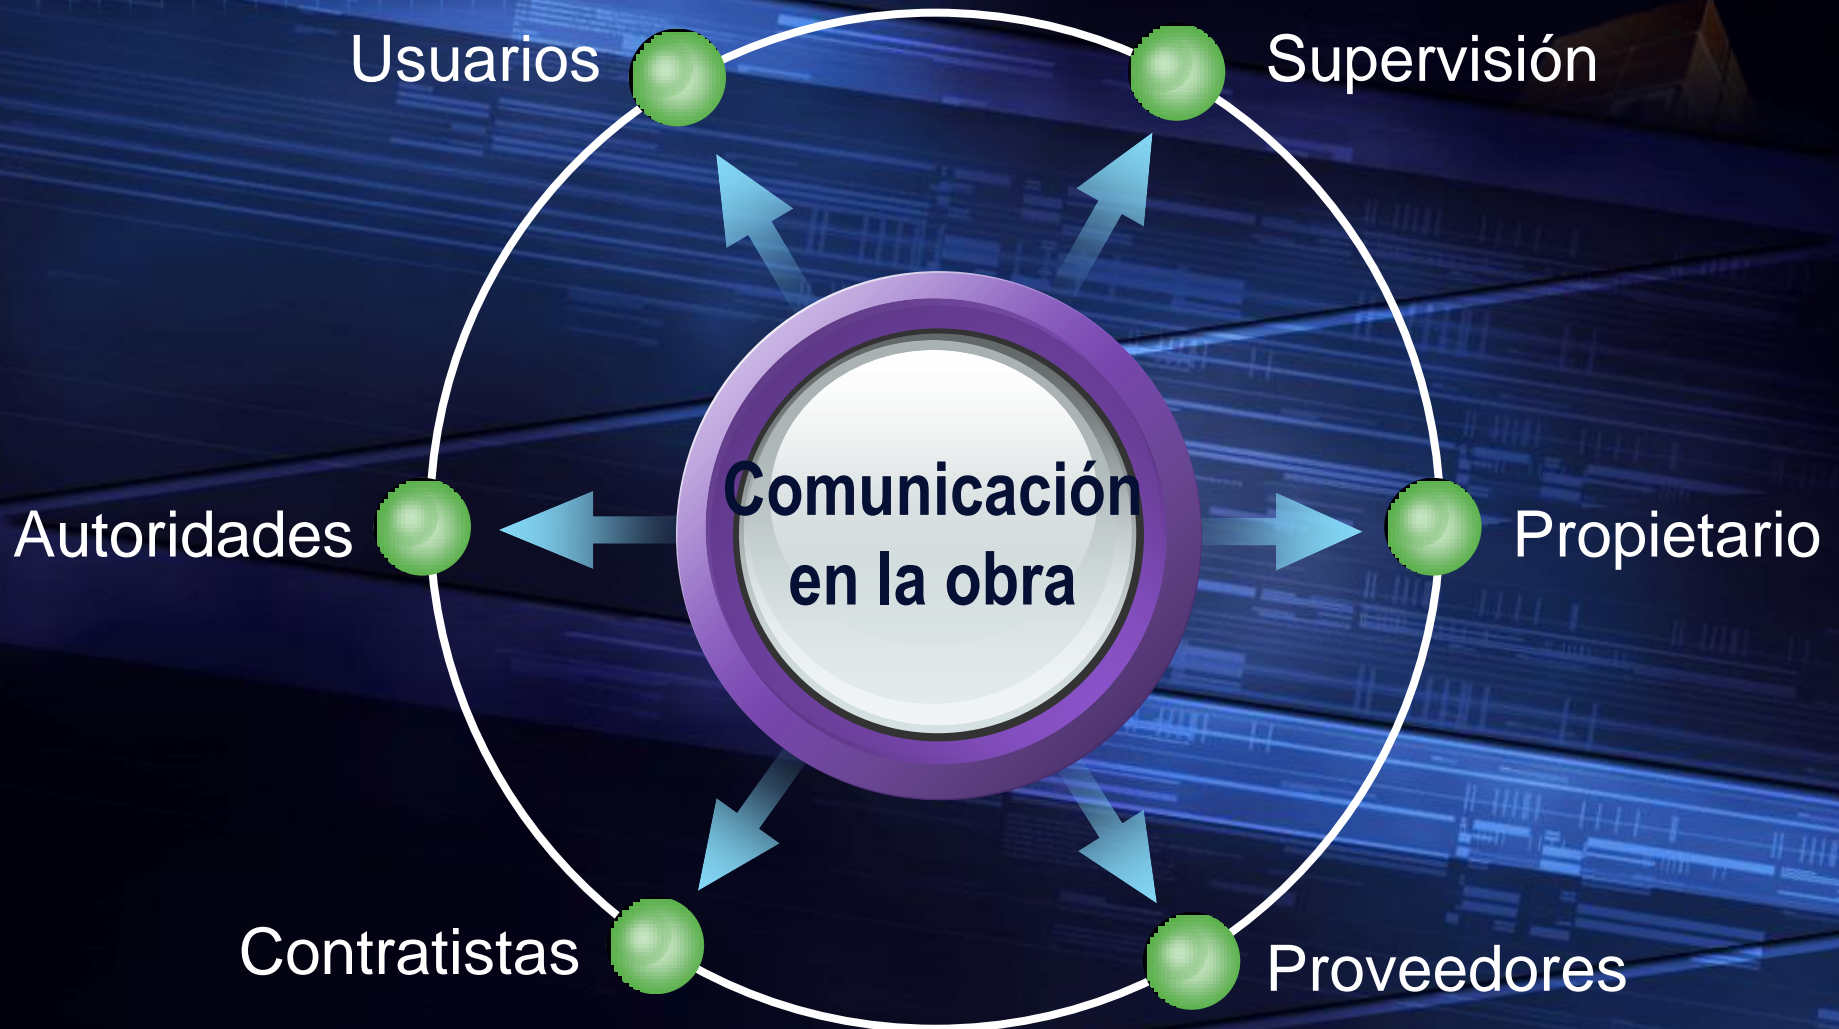 Usuarios
Supervisión
Comunicación
en la obra
Autoridades
Propietario
Contratistas
Proveedores